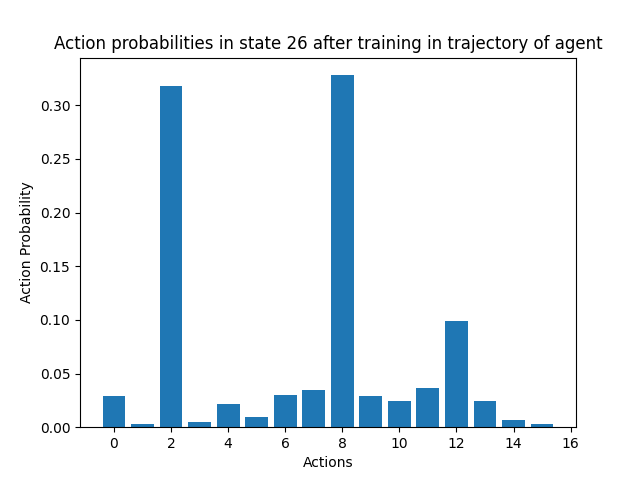 Action probabilities in state 26 after training in trajectory of agent
0.30
0.25
0.20
0.15
0.10
0.05
0.00
Action Probability
0 2 4 6 8 10 12 14 16
Actions